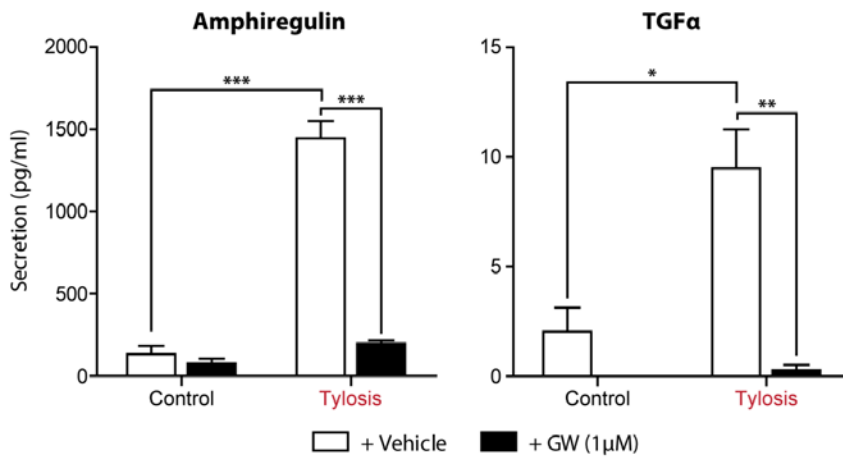 Amphiregulin
Secretion (pg/ml)
2000
1500
1000
500
0
***
***
Control
Tylosis
TGFα
15
10
5
0
*
**
Control
Tylosis
+ Vehicle
+ GW (1μM)